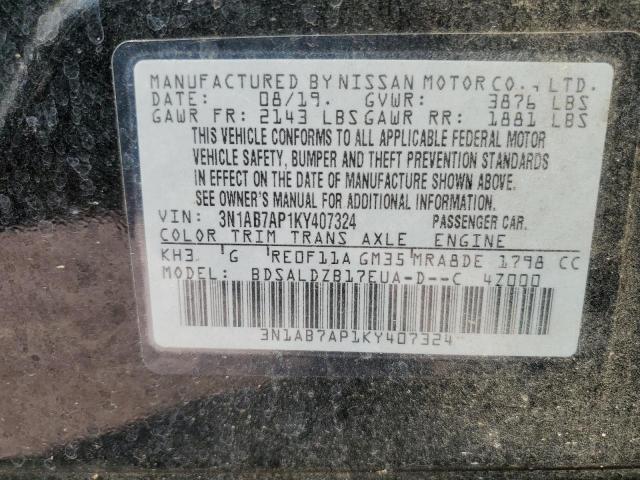 MANUFACTURED BY NISSAN MOTOR CO., LTD.
DATE: 08/19. GVWR: 3876 LBS
GAWR FR: 2143 LBS GAWR RR: 1881 LBS
THIS VEHICLE CONFORMS TO ALL APPLICABLE FEDERAL MOTOR
VEHICLE SAFETY, BUMPER AND THEFT PREVENTION STANDARDS
IN EFFECT ON THE DATE OF MANUFACTURE SHOWN ABOVE.
SEE OWNER'S MANUAL FOR ADDITIONAL INFORMATION.
VIN: 3N1AB7AP1KY407324 PASSENGER CAR.
COLOR TRIM TRANS AXLE ENGINE
KH3 G RE0F11A GM35 MRA8DE 1798 CC
MODEL: BDSALDZB17EUA-D--C 4Z000
3N1AB7AP1KY407324